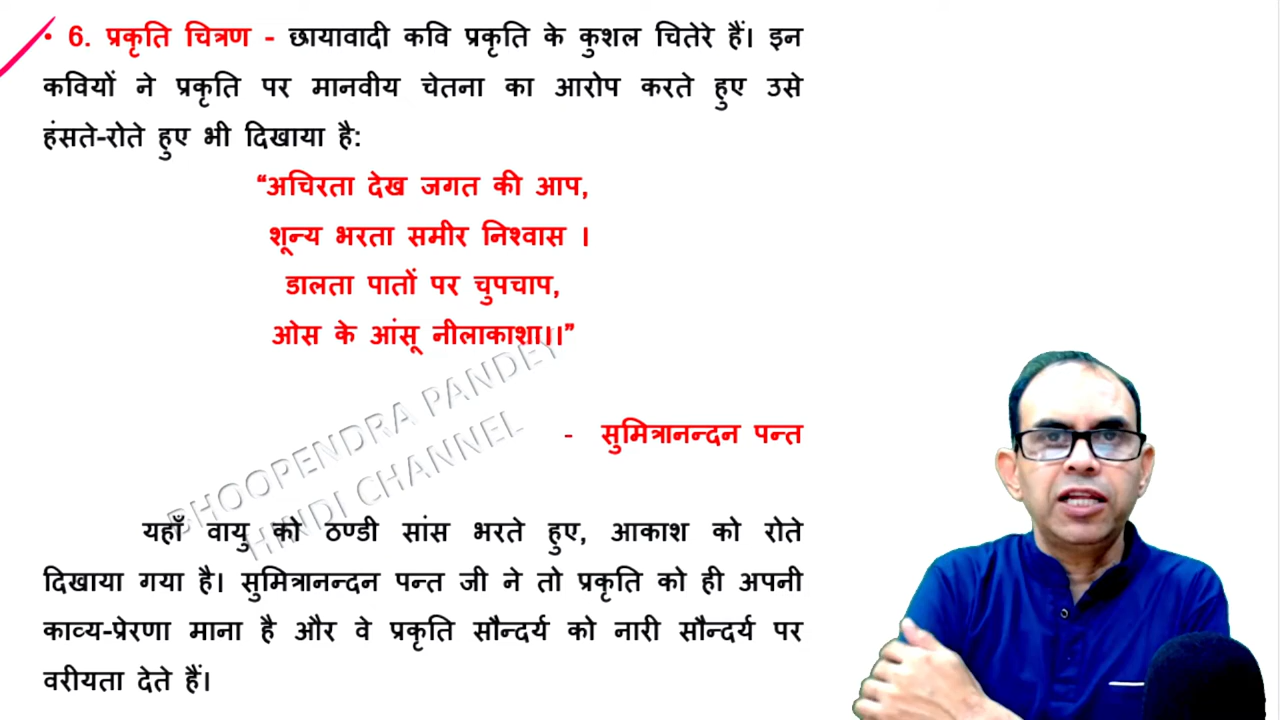 • 6. प्रकृति चित्रण - छायावादी कवि प्रकृति के कुशल चितेरे हैं। इन
कवियों ने प्रकृति पर मानवीय चेतना का आरोप करते हुए उसे
हंसते-रोते हुए भी दिखाया है:
“अचिरता देख जगत की आप,
शून्य भरता समीर निश्वास ।
डालता पातों पर चुपचाप,
ओस के आंसू नीलाकाशा।।”
- सुमित्रानन्दन पन्त
BHOOPENDRA PANDEY
HINDI CHANNEL
यहाँ वायु को ठण्डी सांस भरते हुए, आकाश को रोते
दिखाया गया है। सुमित्रानन्दन पन्त जी ने तो प्रकृति को ही अपनी
काव्य-प्रेरणा माना है और वे प्रकृति सौन्दर्य को नारी सौन्दर्य पर
वरीयता देते हैं।